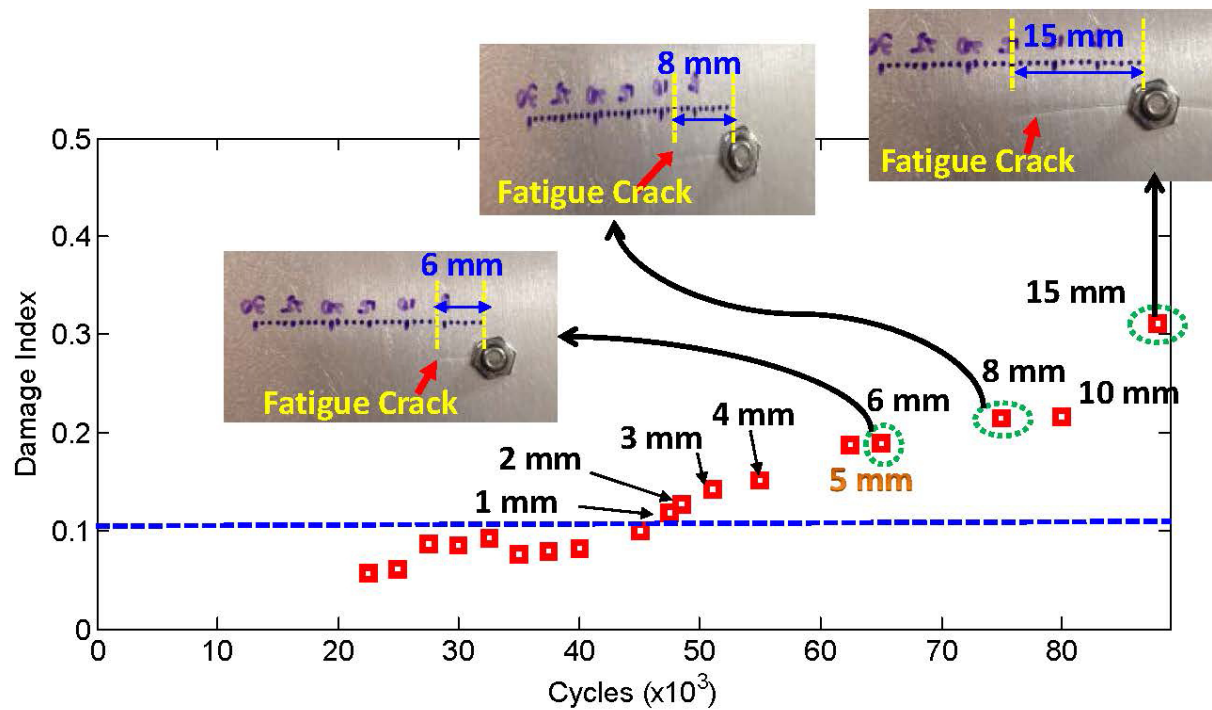 15 mm
8 mm
Fatigue Crack
Fatigue Crack
6 mm
Fatigue Crack
0.5
0.4
0.3
0.2
0.1
0
Damage Index
15 mm
8 mm
10 mm
6 mm
5 mm
4 mm
3 mm
2 mm
1 mm
0
10
20
30
40
50
60
70
80
Cycles (x10³)